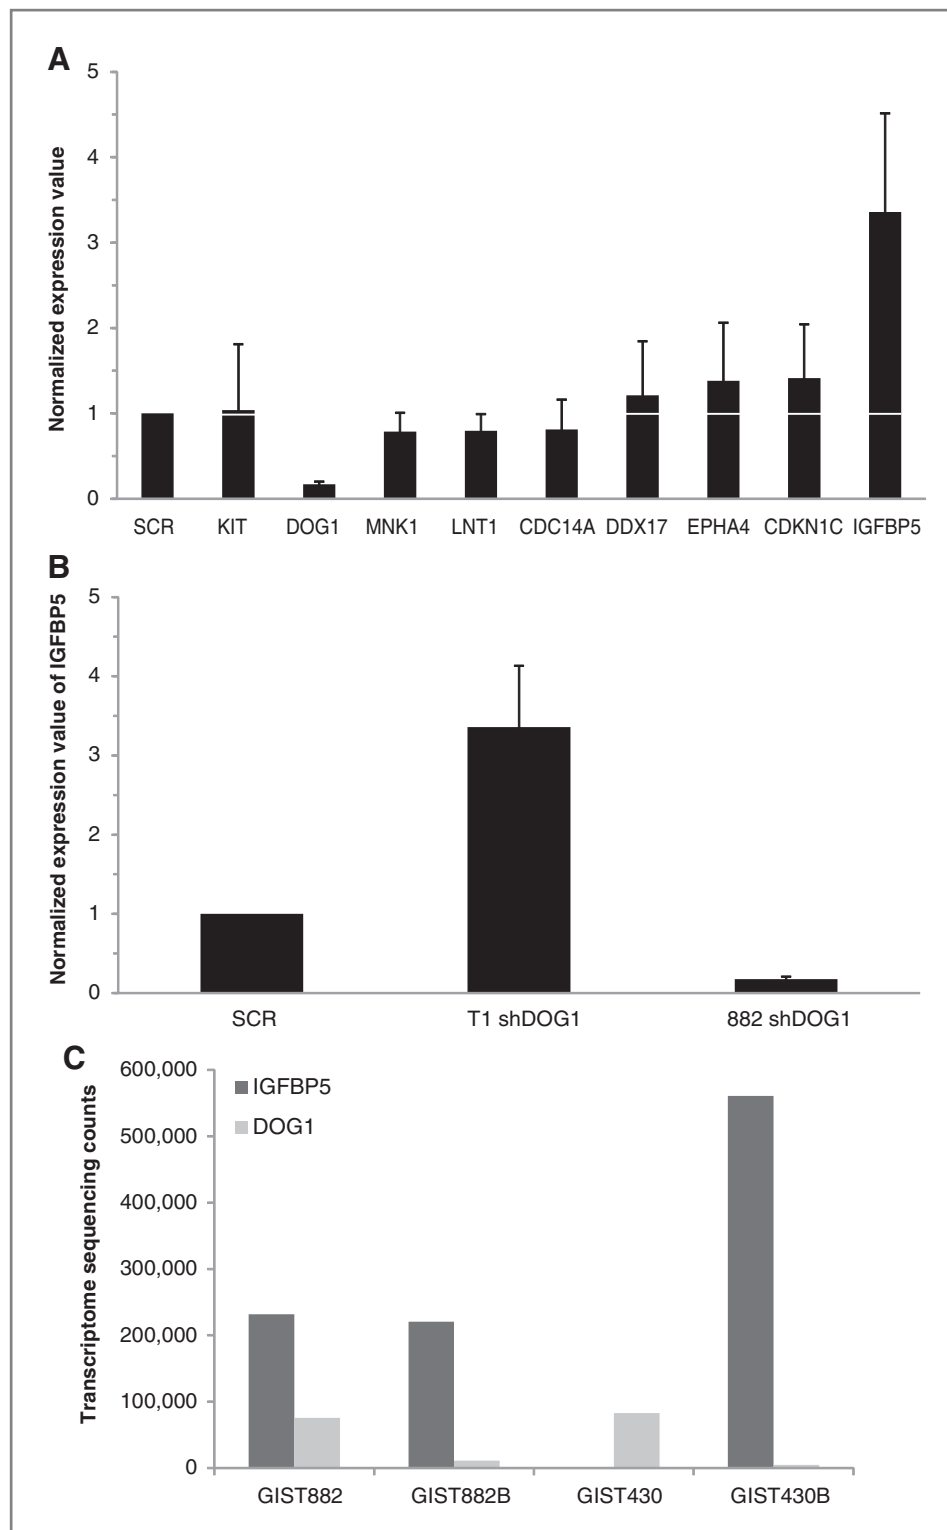 A
Normalized expression value
5
4
3
2
1
0
SCR KIT DOG1 MNK1 LNT1 CDC14A DDX17 EPHA4 CDKN1C IGFBP5
B
Normalized expression value of IGFBP5
5
4
3
2
1
0
SCR T1 shDOG1 882 shDOG1
C
Transcriptome sequencing counts
600,000
500,000
400,000
300,000
200,000
100,000
0
IGFBP5
DOG1
GIST882 GIST882B GIST430 GIST430B